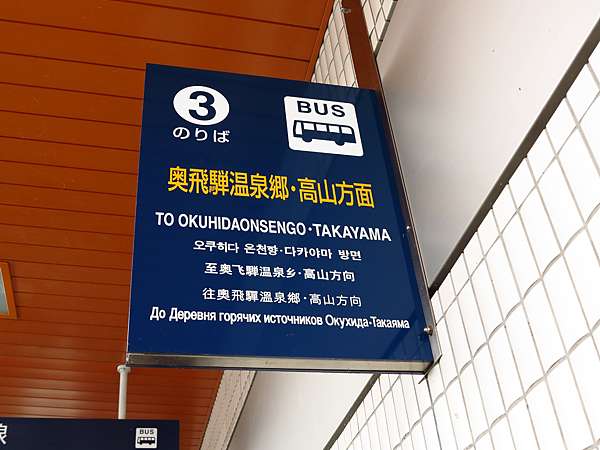 3
のりば
BUS
奥飛騨温泉郷・高山方面
TO OKUHIDAONSENGO・TAKAYAMA
오쿠히다 온천향·다카야마 방면
至奥飞騨温泉乡・高山方向
往奧飛驒溫泉鄉・高山方向
До Деревня горячих источников Окухида-Такаяма
線
BUS